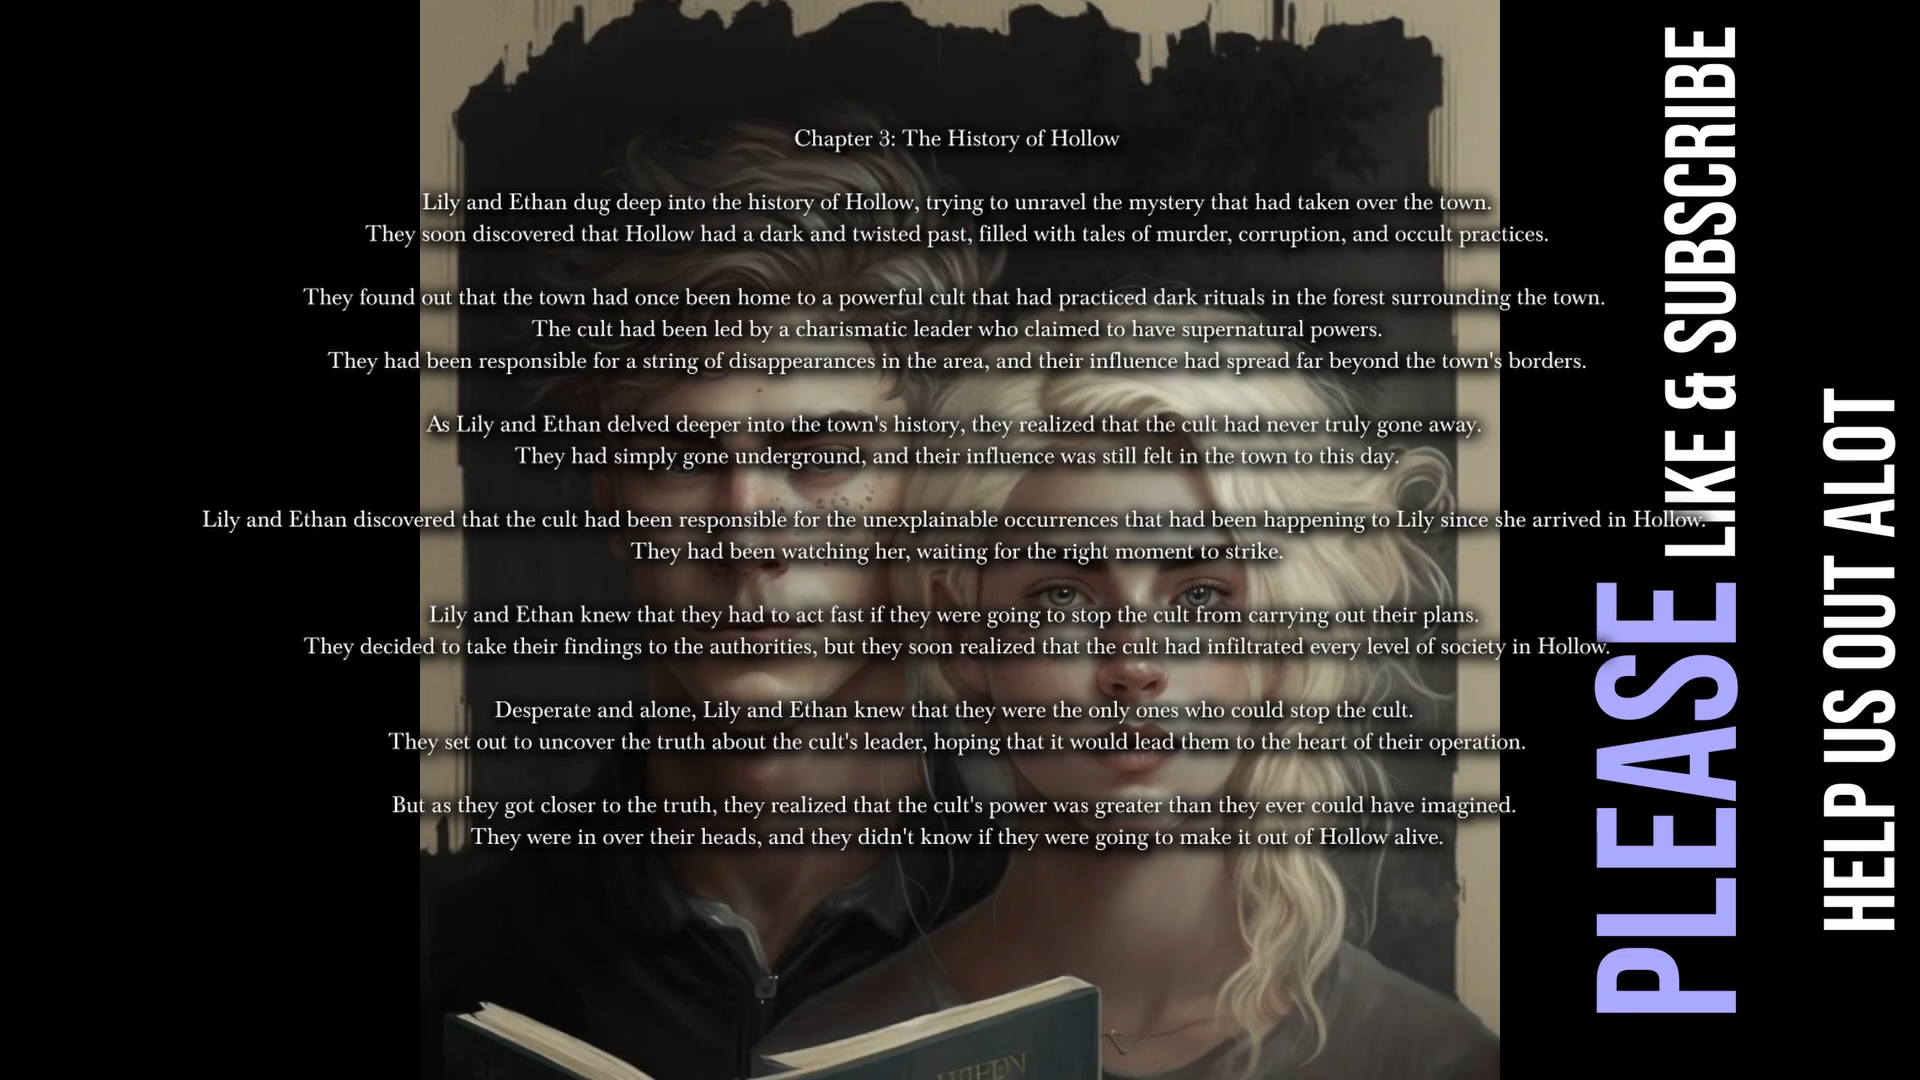 Chapter 3: The History of Hollow
Lily and Ethan dug deep into the history of Hollow, trying to unravel the mystery that had taken over the town.
They soon discovered that Hollow had a dark and twisted past, filled with tales of murder, corruption, and occult practices.
They found out that the town had once been home to a powerful cult that had practiced dark rituals in the forest surrounding the town.
The cult had been led by a charismatic leader who claimed to have supernatural powers.
They had been responsible for a string of disappearances in the area, and their influence had spread far beyond the town's borders.
As Lily and Ethan delved deeper into the town's history, they realized that the cult had never truly gone away.
They had simply gone underground, and their influence was still felt in the town to this day.
Lily and Ethan discovered that the cult had been responsible for the unexplainable occurrences that had been happening to Lily since she arrived in Hollow.
They had been watching her, waiting for the right moment to strike.
Lily and Ethan knew that they had to act fast if they were going to stop the cult from carrying out their plans.
They decided to take their findings to the authorities, but they soon realized that the cult had infiltrated every level of society in Hollow.
Desperate and alone, Lily and Ethan knew that they were the only ones who could stop the cult.
They set out to uncover the truth about the cult's leader, hoping that it would lead them to the heart of their operation.
But as they got closer to the truth, they realized that the cult's power was greater than they ever could have imagined.
They were in over their heads, and they didn't know if they were going to make it out of Hollow alive.
PLEASE LIKE & SUBSCRIBE
HELP US OUT ALOT